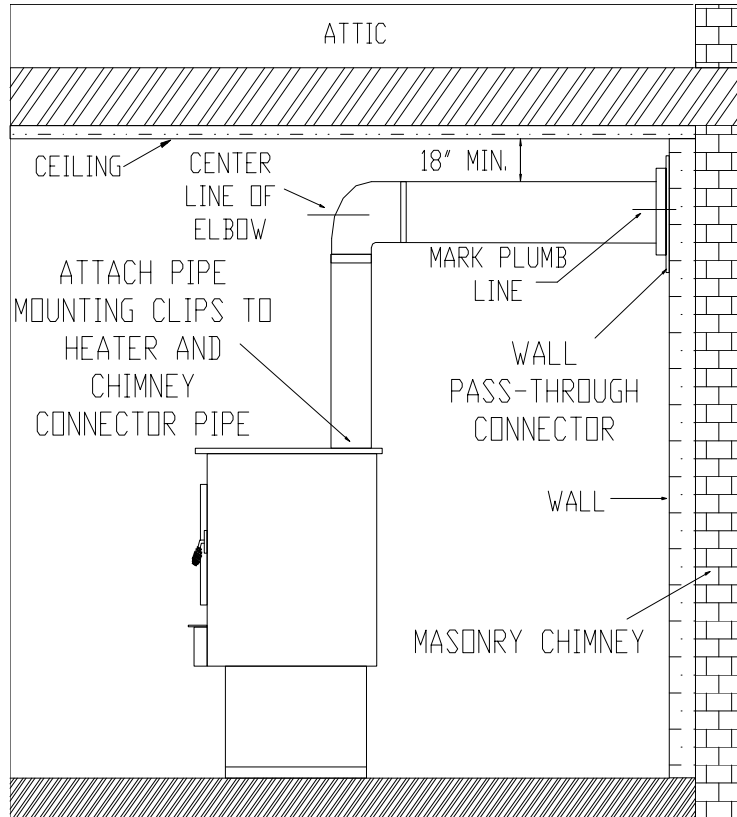 ATTIC
CEILING
CENTER
LINE OF
ELBOW
18" MIN.
MARK PLUMB
LINE
ATTACH PIPE
MOUNTING CLIPS TO
HEATER AND
CHIMNEY
CONNECTOR PIPE
WALL
PASS-THROUGH
CONNECTOR
WALL
MASONRY CHIMNEY